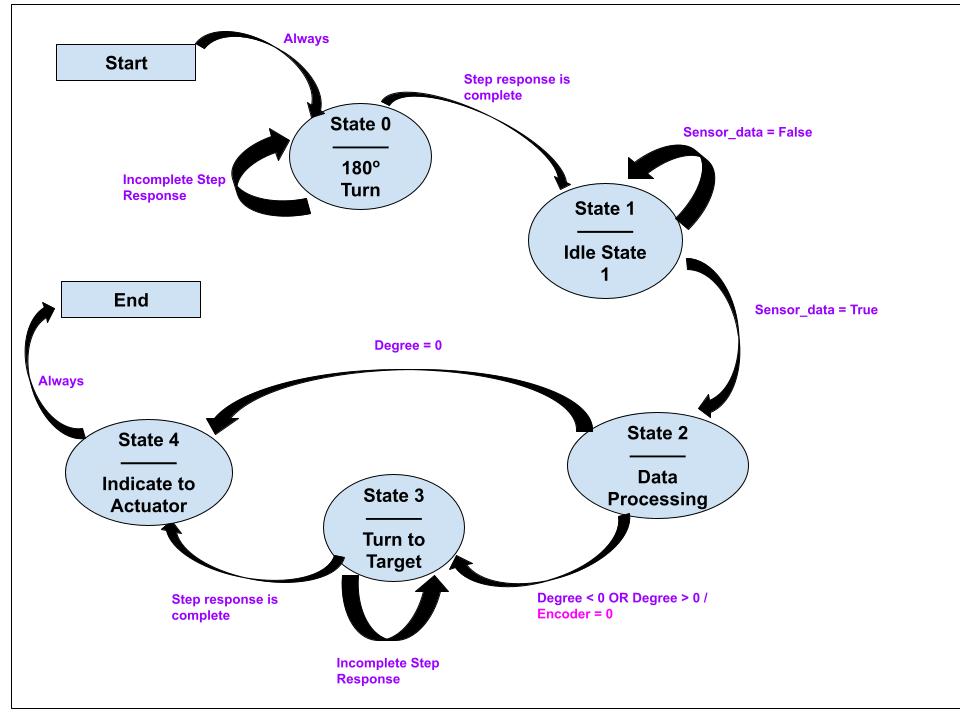 Start
Always
State 0
180º
Turn
Incomplete Step
Response
Step response is
complete
State 1
Idle State
1
Sensor_data = False
Sensor_data = True
State 2
Data
Processing
Degree = 0
Degree < 0 OR Degree > 0 /
Encoder = 0
State 3
Turn to
Target
Incomplete Step
Response
Step response is
complete
State 4
Indicate to
Actuator
Always
End